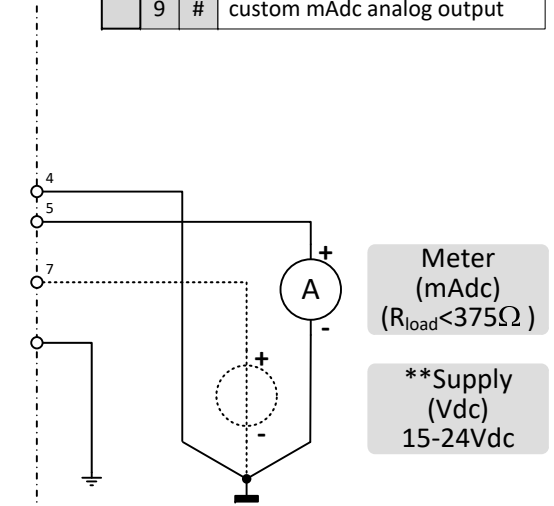 9 # custom mAdc analog output
4
5
7
+
A
-
Meter
(mAdc)
(Rload<375Ω )
+
-
**Supply
(Vdc)
15-24Vdc